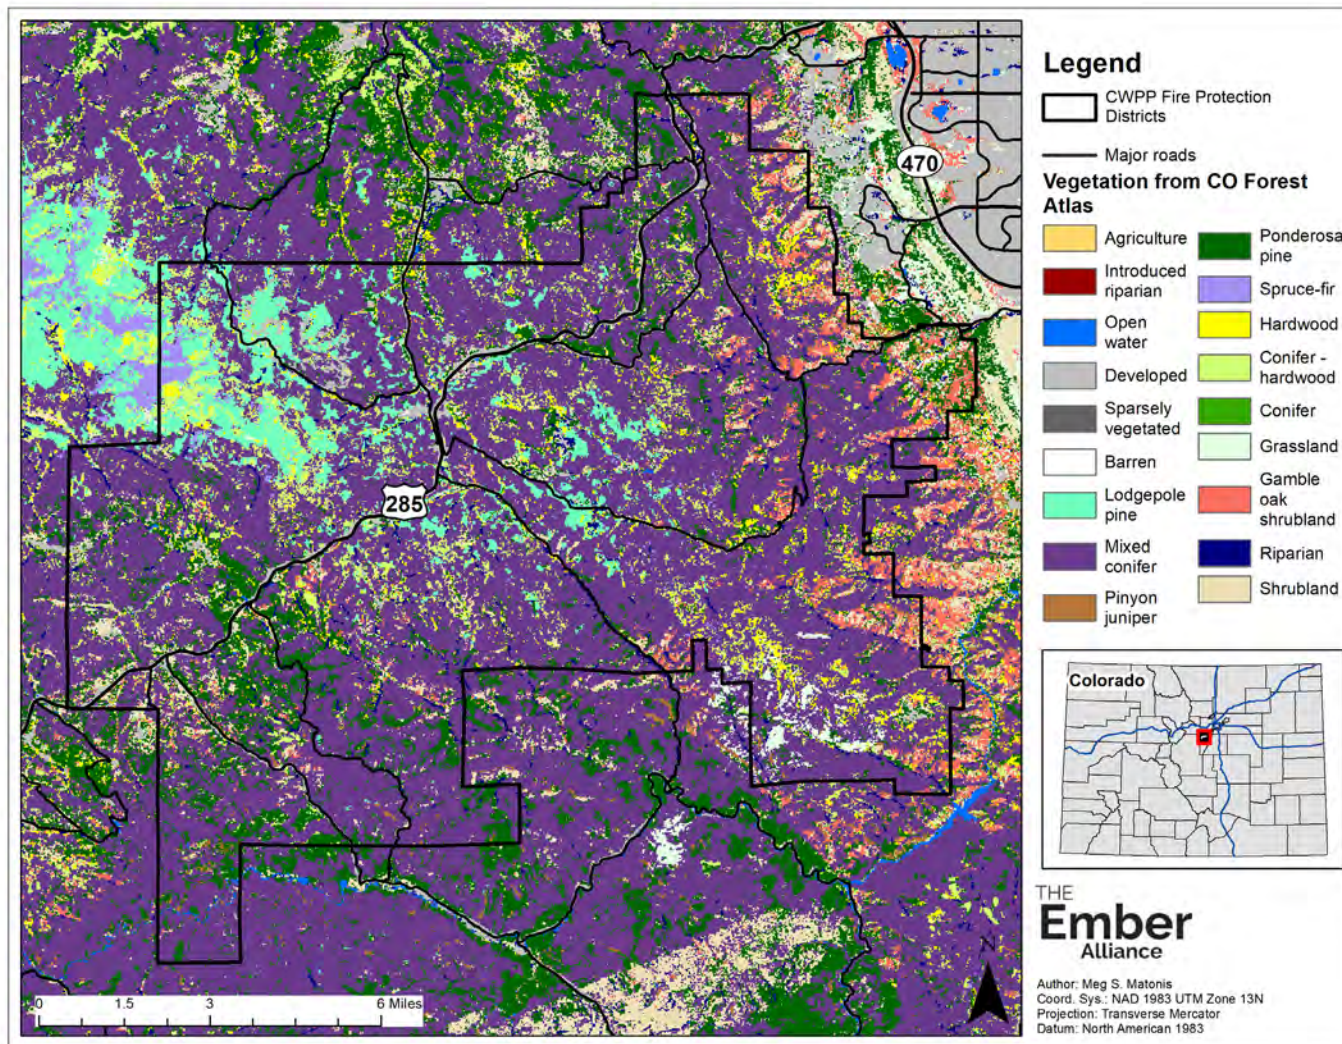 470
285
0 1.5 3 6 Miles
N
Legend
CWPP Fire Protection
Districts
Major roads
Vegetation from CO Forest
Atlas
Agriculture
Introduced
riparian
Open
water
Developed
Sparsely
vegetated
Barren
Lodgepole
pine
Mixed
conifer
Pinyon
juniper
Ponderosa
pine
Spruce-fir
Hardwood
Conifer -
hardwood
Conifer
Grassland
Gamble
oak
shrubland
Riparian
Shrubland
Colorado
THE
Ember
Alliance
Author: Meg S. Matonis
Coord. Sys.: NAD 1983 UTM Zone 13N
Projection: Transverse Mercator
Datum: North American 1983